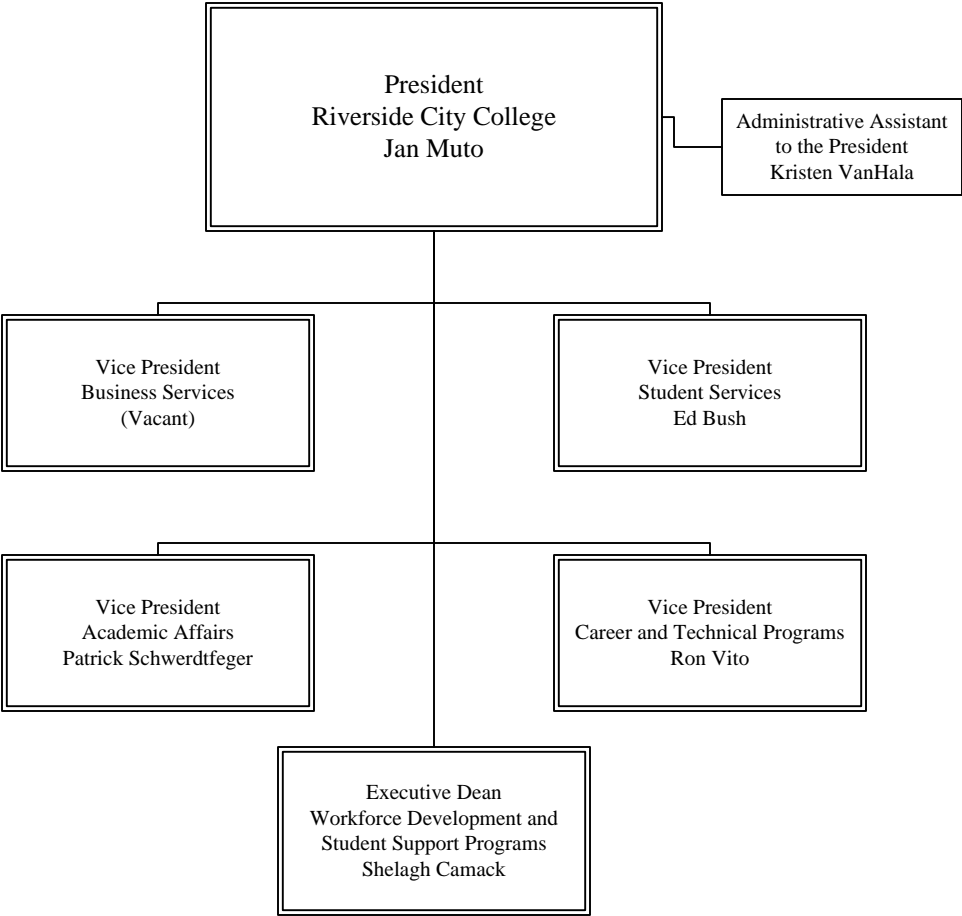 President
Riverside City College
Jan Muto
Administrative Assistant
to the President
Kristen VanHala
Vice President
Business Services
(Vacant)
Vice President
Student Services
Ed Bush
Vice President
Academic Affairs
Patrick Schwerdtfeger
Vice President
Career and Technical Programs
Ron Vito
Executive Dean
Workforce Development and
Student Support Programs
Shelagh Camack